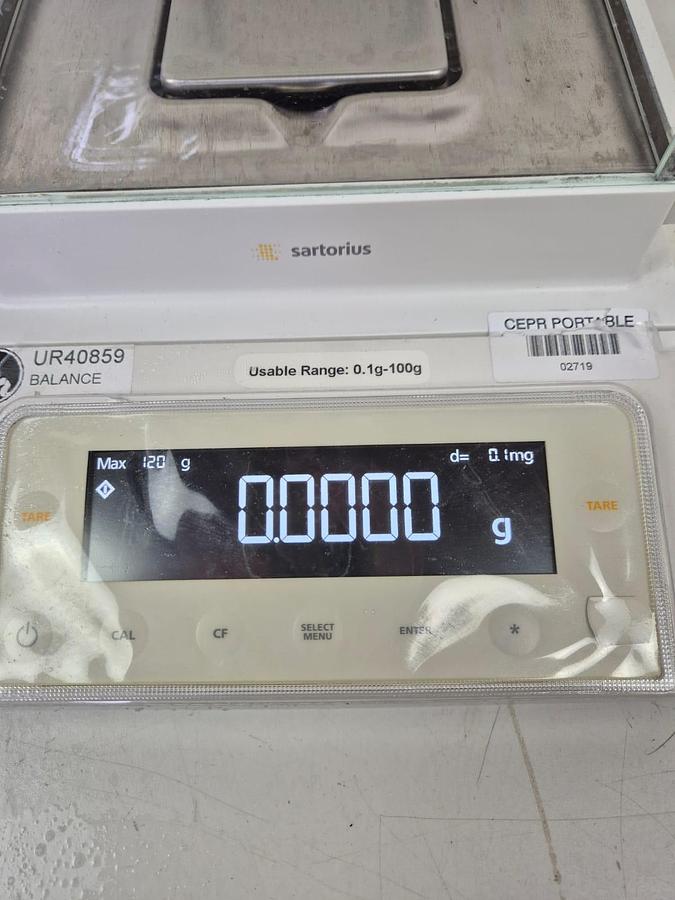 sartorius
CEPR PORTABLE
02719
UR40859
BALANCE
Usable Range: 0.1g-100g
Max 120 g
d= 0.1mg
0.0000 g
TARE
TARE
CAL
CF
SELECT
MENU
ENTER
*